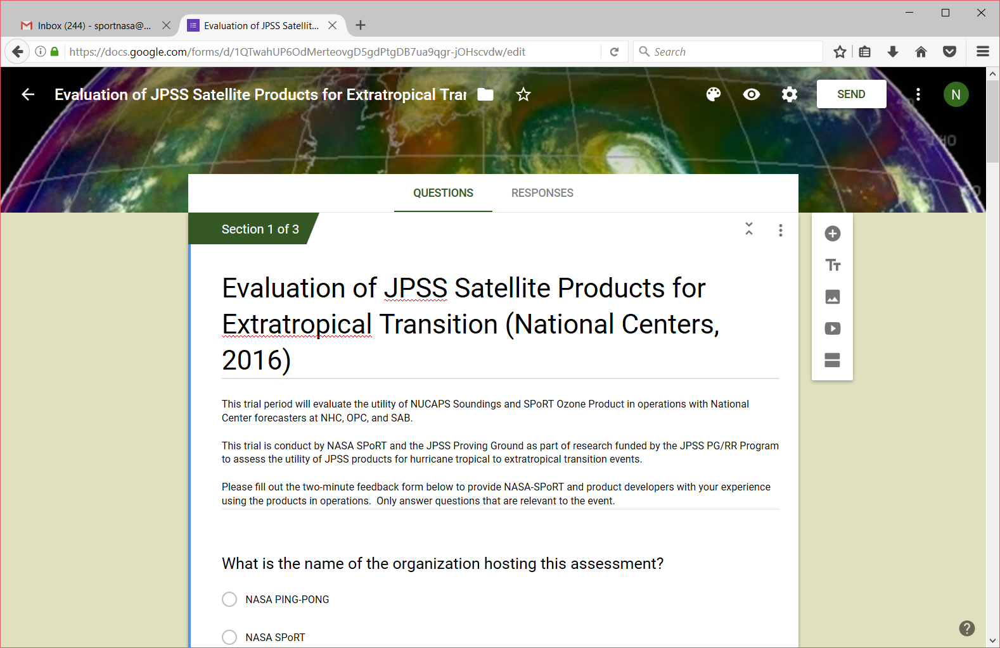 Inbox (244) - sportnasa@...
Evaluation of JPSS Satellit...
https://docs.google.com/forms/d/1QTwahUP6OdMerteovgD5gdPtgDB7ua9qgr-jOHscvdw/edit
Search
Evaluation of JPSS Satellite Products for Extratropical Trar
SEND
N
QUESTIONS
RESPONSES
Section 1 of 3
Evaluation of JPSS Satellite Products for
Extratropical Transition (National Centers,
2016)
This trial period will evaluate the utility of NUCAPS Soundings and SPoRT Ozone Product in operations with National
Center forecasters at NHC, OPC, and SAB.
This trial is conduct by NASA SPoRT and the JPSS Proving Ground as part of research funded by the JPSS PG/RR Program
to assess the utility of JPSS products for hurricane tropical to extratropical transition events.
Please fill out the two-minute feedback form below to provide NASA-SPoRT and product developers with your experience
using the products in operations.  Only answer questions that are relevant to the event.
What is the name of the organization hosting this assessment?
NASA PING-PONG
NASA SPoRT